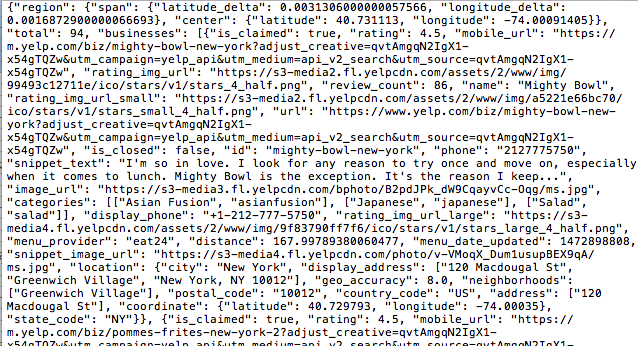 {"region": {"span": {"latitude_delta": 0.0031306000000057566, "longitude_delta":
0.0016872900000066693}, "center": {"latitude": 40.731113, "longitude": -74.00091405}},
"total": 94, "businesses": [{"is_claimed": true, "rating": 4.5, "mobile_url": "https://
m.yelp.com/biz/mighty-bowl-new-york?adjust_creative=qvtAmgqN2IgX1-
x54gTQZw&utm_campaign=yelp_api&utm_medium=api_v2_search&utm_source=qvtAmgqN2IgX1-
x54gTQZw", "rating_img_url": "https://s3-media2.fl.yelpcdn.com/assets/2/www/img/
99493c12711e/ico/stars/v1/stars_4_half.png", "review_count": 86, "name": "Mighty Bowl",
"rating_img_url_small": "https://s3-media2.fl.yelpcdn.com/assets/2/www/img/a5221e66bc70/
ico/stars/v1/stars_small_4_half.png", "url": "https://www.yelp.com/biz/mighty-bowl-new-
york?adjust_creative=qvtAmgqN2IgX1-
x54gTQZw&utm_campaign=yelp_api&utm_medium=api_v2_search&utm_source=qvtAmgqN2IgX1-
x54gTQZw", "is_closed": false, "id": "mighty-bowl-new-york", "phone": "2127775750",
"snippet_text": "I'm so in love. I look for any reason to try once and move on, especially
when it comes to lunch. Mighty Bowl is the exception. It's the reason I keep...",
"image_url": "https://s3-media3.fl.yelpcdn.com/bphoto/B2pdJPk_dW9CqayvCc-Oqg/ms.jpg",
"categories": [["Asian Fusion", "asianfusion"], ["Japanese", "japanese"], ["Salad",
"salad"]], "display_phone": "+1-212-777-5750", "rating_img_url_large": "https://s3-
media4.fl.yelpcdn.com/assets/2/www/img/9f83790ff7f6/ico/stars/v1/stars_large_4_half.png",
"menu_provider": "eat24", "distance": 167.99789380060477, "menu_date_updated": 1472898808,
"snippet_image_url": "https://s3-media4.fl.yelpcdn.com/photo/v-VMoqX_Dum1usupBEX9qA/
ms.jpg", "location": {"city": "New York", "display_address": ["120 Macdougal St",
"Greenwich Village", "New York, NY 10012"], "geo_accuracy": 8.0, "neighborhoods":
["Greenwich Village"], "postal_code": "10012", "country_code": "US", "address": ["120
Macdougal St"], "coordinate": {"latitude": 40.729793, "longitude": -74.00035},
"state_code": "NY"}}, {"is_claimed": true, "rating": 4.5, "mobile_url": "https://
m.yelp.com/biz/pommes-frites-new-york-2?adjust_creative=qvtAmgqN2IgX1-
x54gTQZw&utm_campaign=yelp_api&utm_medium=api_v2_search&utm_source=qvtAmgqN2IgX1-